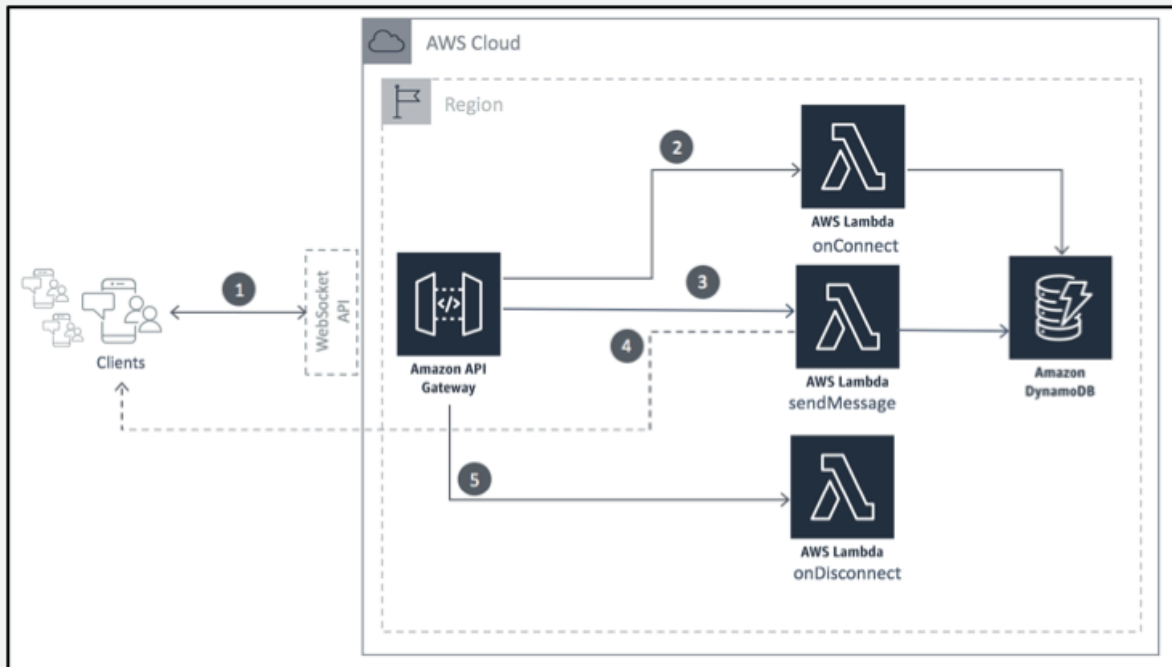 AWS Cloud
Region
2
AWS Lambda
onConnect
1
WebSocket
API
3
</>
4
Clients
Amazon API
Gateway
AWS Lambda
sendMessage
Amazon
DynamoDB
5
AWS Lambda
onDisconnect